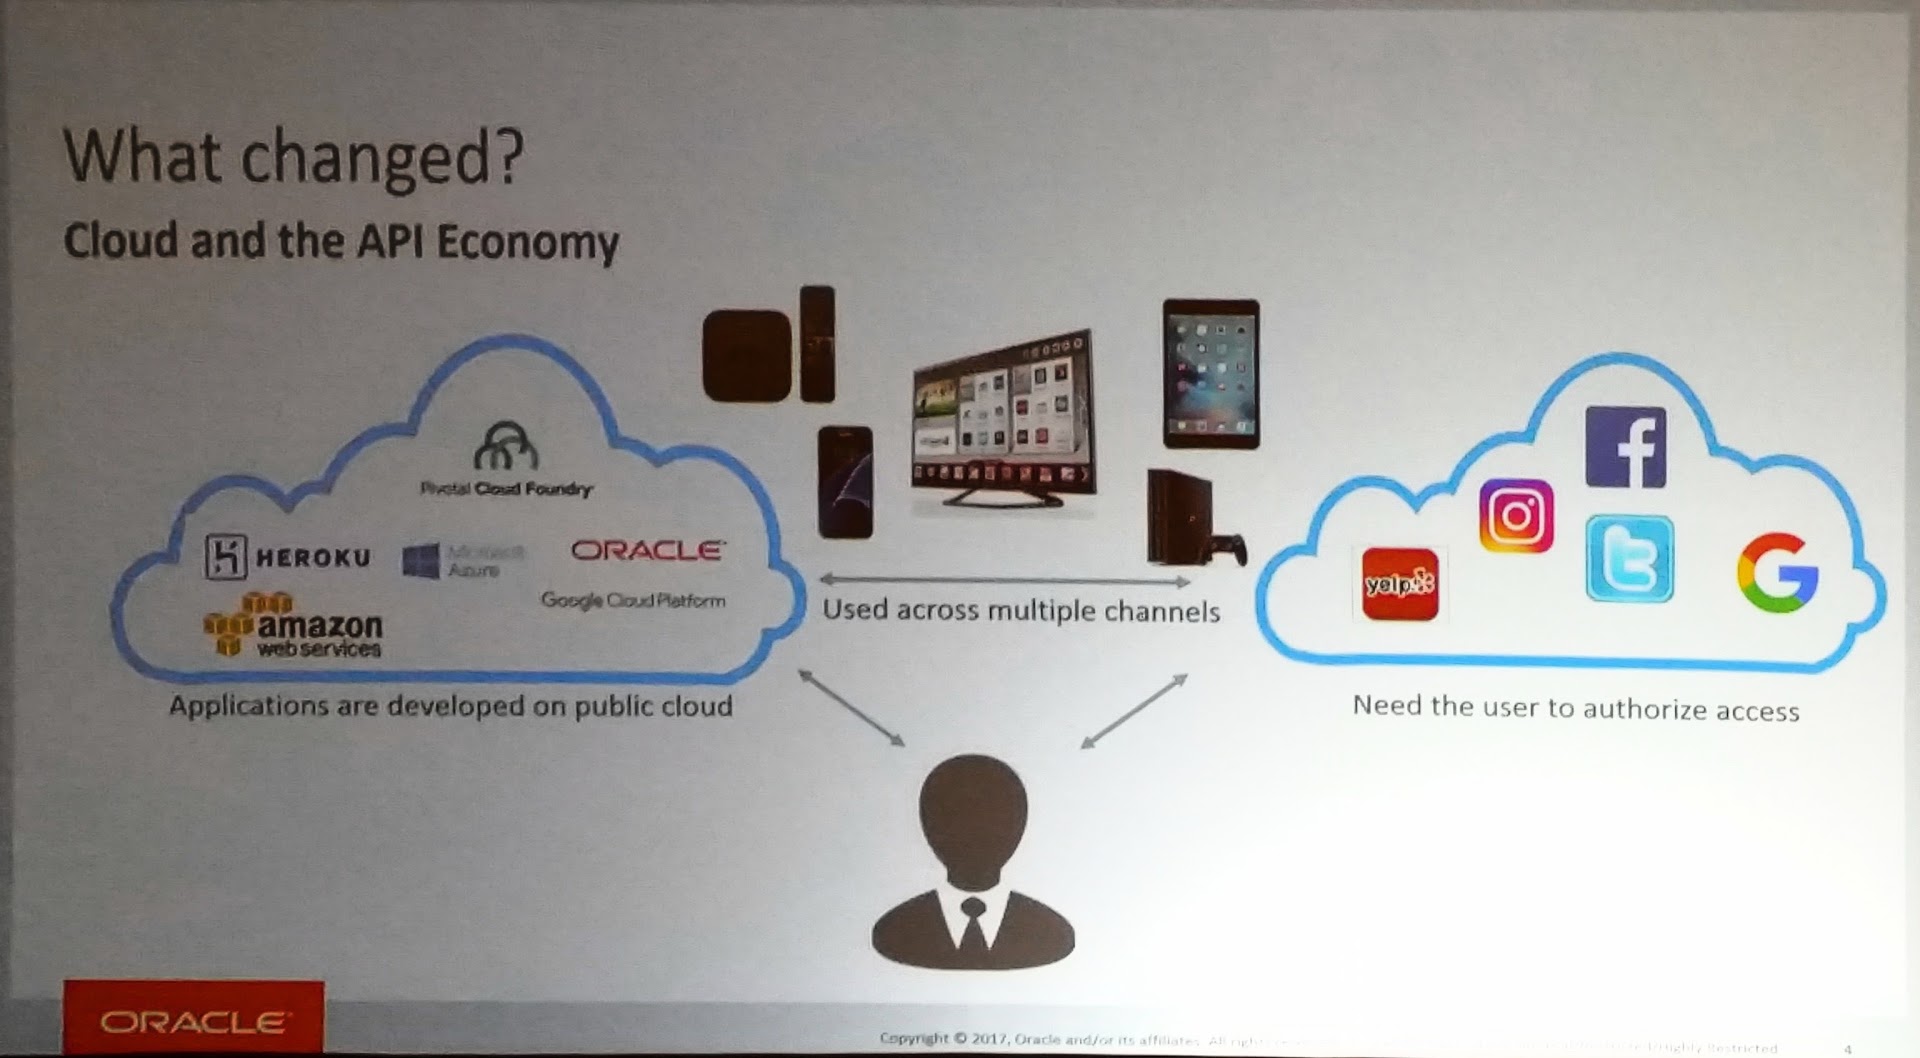 What changed?
Cloud and the API Economy
Pivotal Cloud Foundry
HEROKU
Microsoft
Azure
ORACLE
Google Cloud Platform
amazon
web services
Used across multiple channels
yelp
Applications are developed on public cloud
Need the user to authorize access
ORACLE
Copyright © 2017, Oracle and/or its affiliates. All
Highly Restricted
4